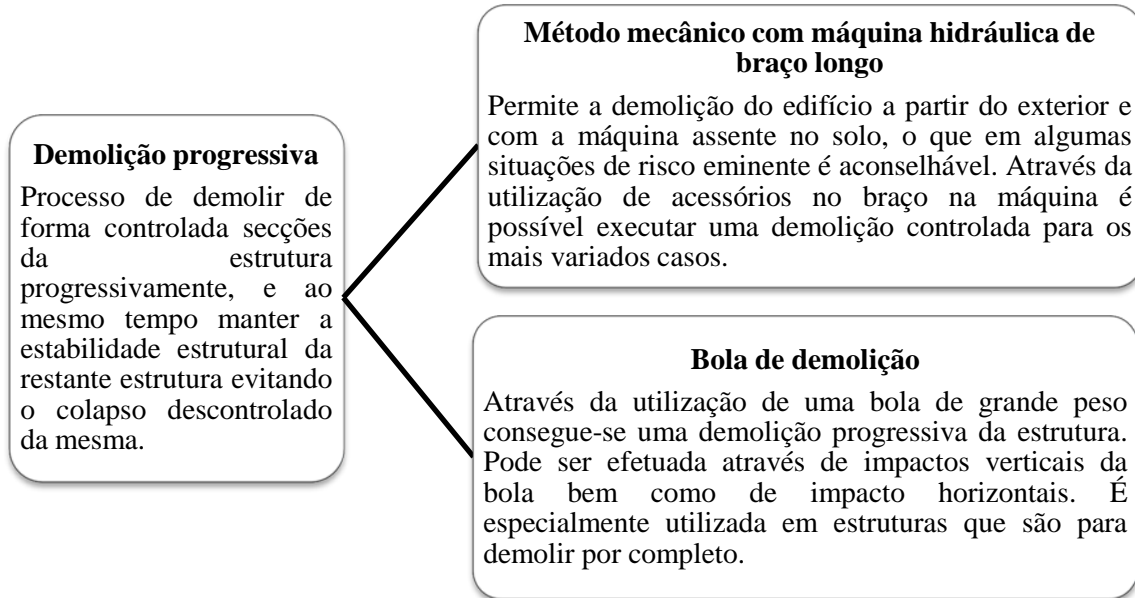 Demolição progressiva
Processo de demolir de
forma controlada secções
da estrutura
progressivamente, e ao
mesmo tempo manter a
estabilidade estrutural da
restante estrutura evitando
o colapso descontrolado
da mesma.
Método mecânico com máquina hidráulica de
braço longo
Permite a demolição do edifício a partir do exterior e
com a máquina assente no solo, o que em algumas
situações de risco eminente é aconselhável. Através da
utilização de acessórios no braço na máquina é
possível executar uma demolição controlada para os
mais variados casos.
Bola de demolição
Através da utilização de uma bola de grande peso
consegue-se uma demolição progressiva da estrutura.
Pode ser efetuada através de impactos verticais da
bola bem como de impacto horizontais. É
especialmente utilizada em estruturas que são para
demolir por completo.